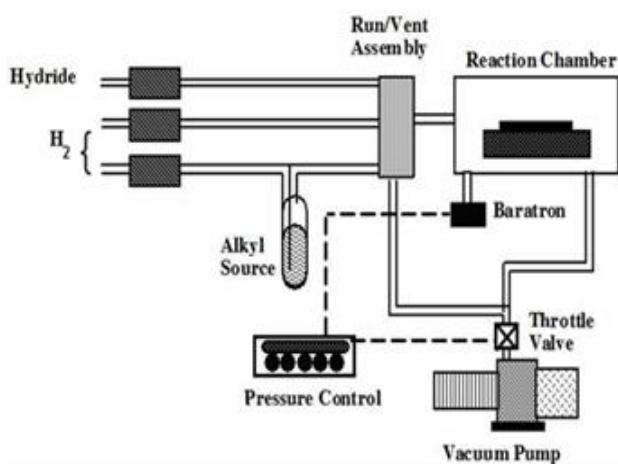 Run/Vent
Assembly
Reaction Chamber
Hydride
H2
Alkyl
Source
Baratron
Throttle
Valve
Pressure Control
Vacuum Pump